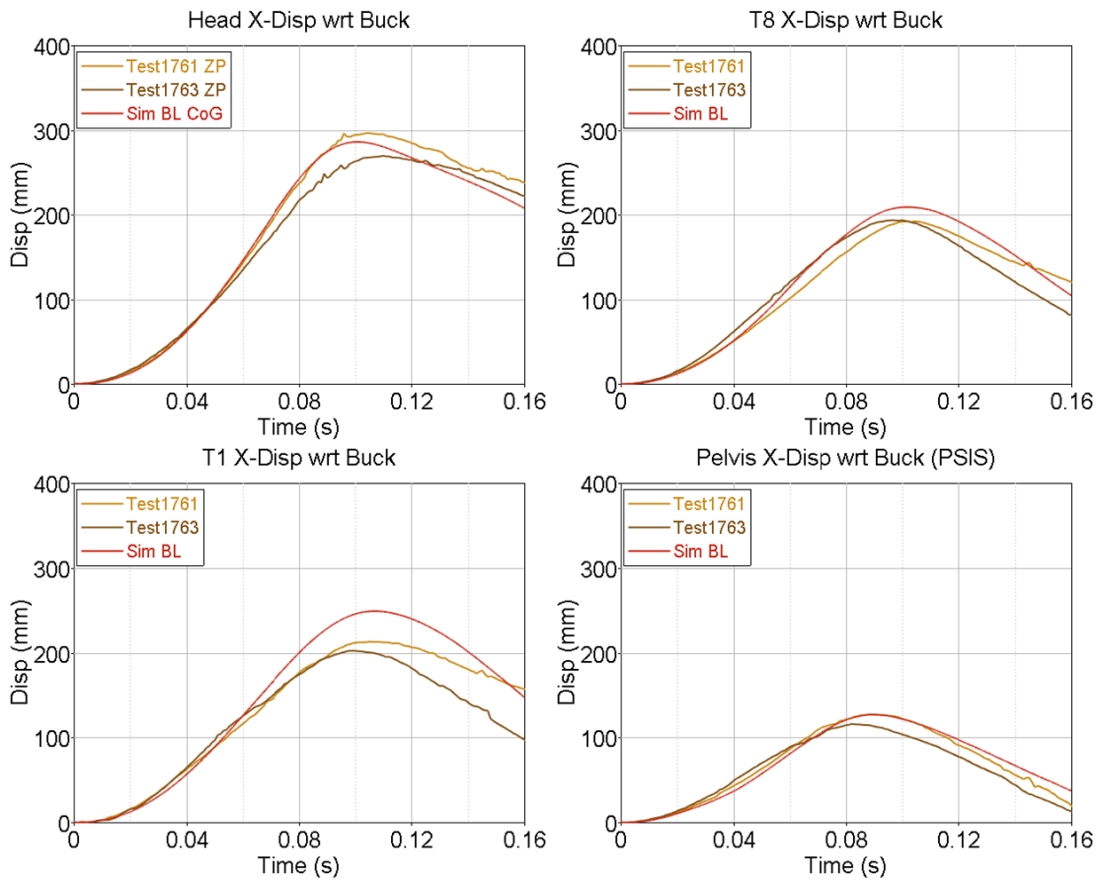 Head X-Disp wrt Buck
400
Test1761 ZP
Test1763 ZP
Sim BL CoG
300
Disp (mm)
200
100
0
0 0.04 0.08 0.12 0.16
Time (s)
T8 X-Disp wrt Buck
400
Test1761
Test1763
Sim BL
300
Disp (mm)
200
100
0
0 0.04 0.08 0.12 0.16
Time (s)
T1 X-Disp wrt Buck
400
Test1761
Test1763
Sim BL
300
Disp (mm)
200
100
0
0 0.04 0.08 0.12 0.16
Time (s)
Pelvis X-Disp wrt Buck (PSIS)
400
Test1761
Test1763
Sim BL
300
Disp (mm)
200
100
0
0 0.04 0.08 0.12 0.16
Time (s)